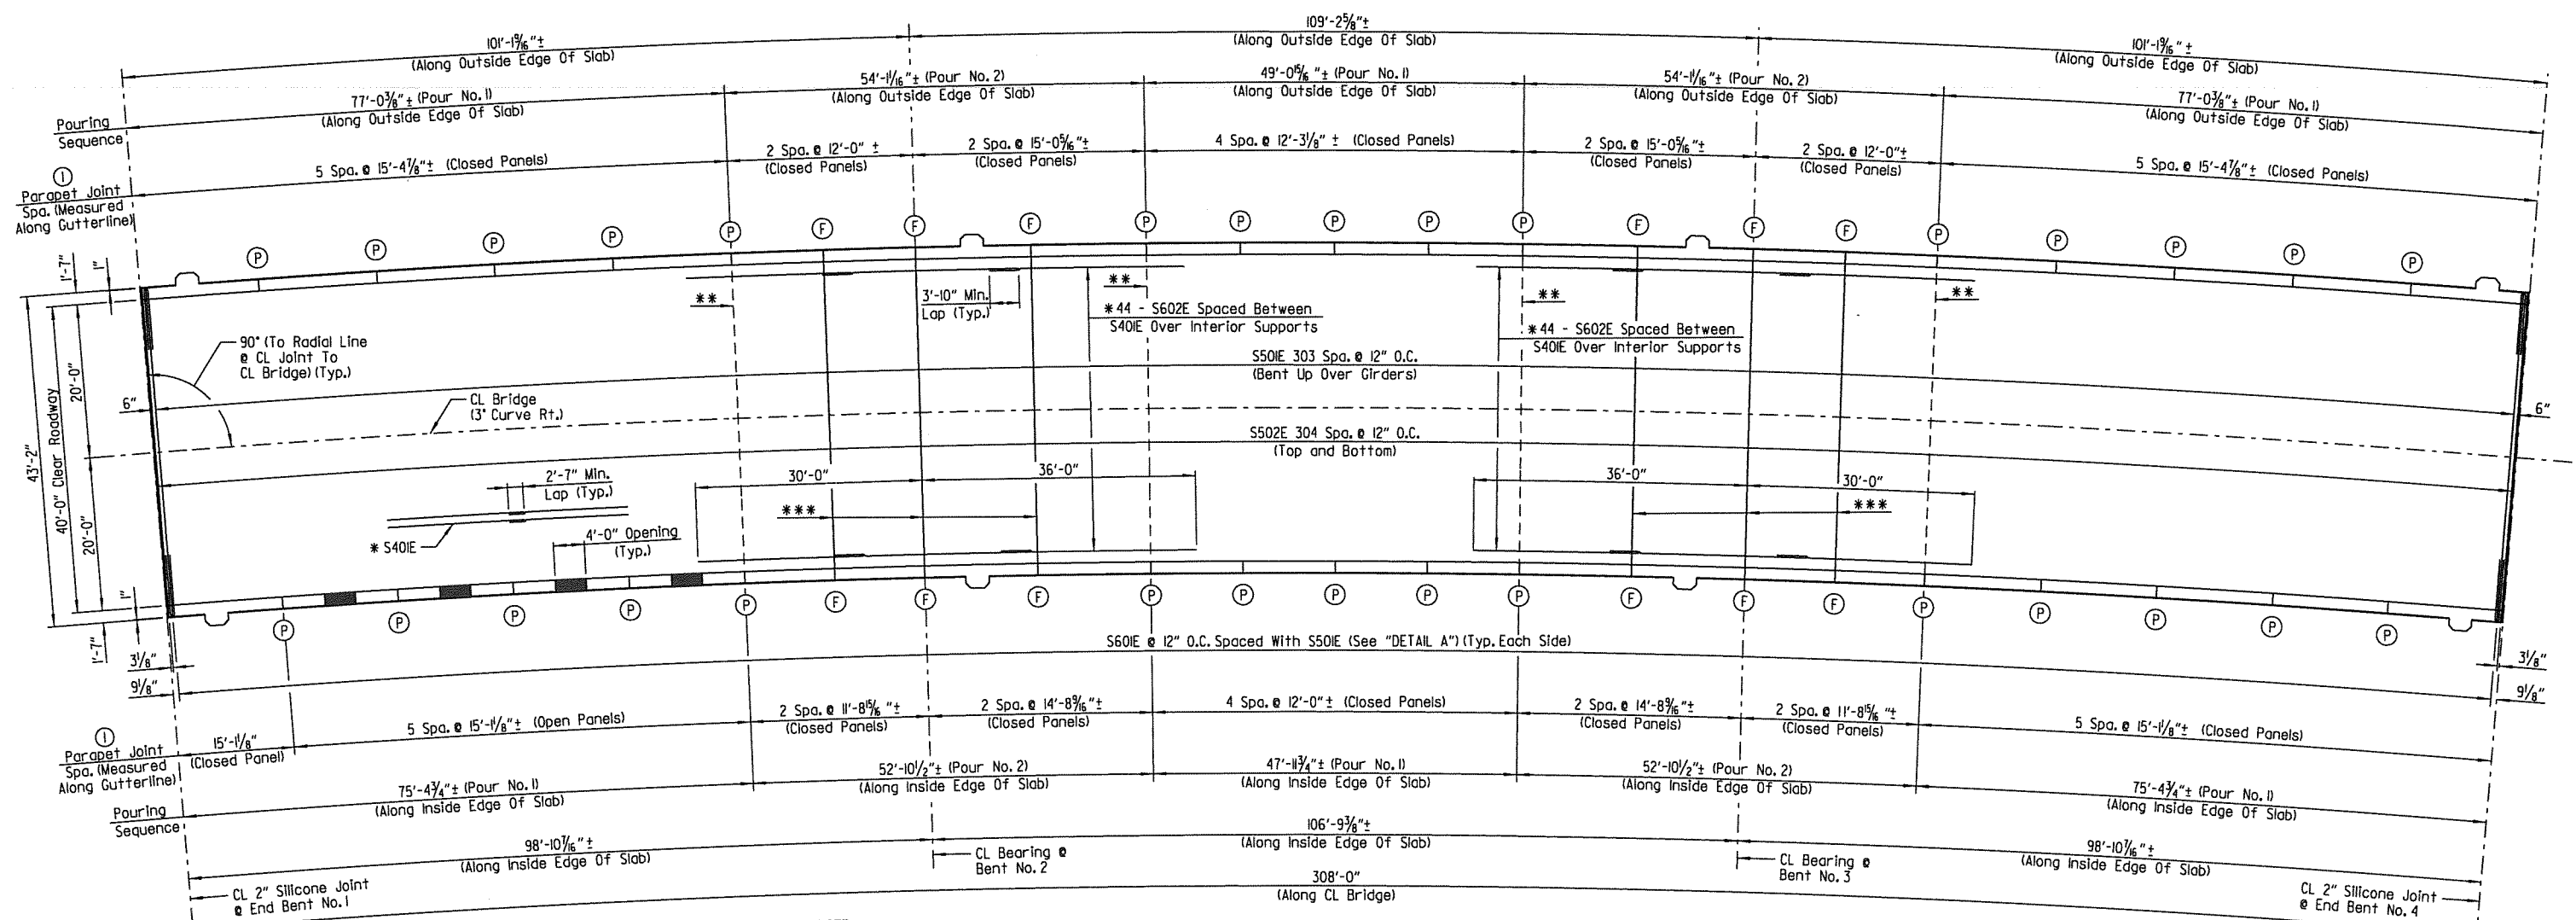 109'-2⅝"±
(Along Outside Edge Of Slab)
101'-1⁹⁄₁₆"±
(Along Outside Edge Of Slab)
101'-1⁹⁄₁₆"±
(Along Outside Edge Of Slab)
Pouring
Sequence
77'-0⅜"± (Pour No. 1)
(Along Outside Edge Of Slab)
54'-1¹⁄₁₆"± (Pour No. 2)
(Along Outside Edge Of Slab)
49'-0¹⁵⁄₁₆"± (Pour No. 1)
(Along Outside Edge Of Slab)
54'-1¹⁄₁₆"± (Pour No. 2)
(Along Outside Edge Of Slab)
77'-0⅜"± (Pour No. 1)
(Along Outside Edge Of Slab)
1
Parapet Joint
Spa. (Measured
Along Gutterline)
5 Spa. @ 15'-4⅞"± (Closed Panels)
2 Spa. @ 12'-0" ±
(Closed Panels)
2 Spa. @ 15'-0⁵⁄₁₆"±
(Closed Panels)
4 Spa. @ 12'-3⅛" ± (Closed Panels)
2 Spa. @ 15'-0⁵⁄₁₆"±
(Closed Panels)
2 Spa. @ 12'-0"±
(Closed Panels)
5 Spa. @ 15'-4⅞"± (Closed Panels)
P P P P P F F F P P P P P F F F P P P P P
1'-7"
1"
43'-2"
40'-0" Clear Roadway
20'-0"
20'-0"
6"
90° (To Radial Line
@ CL Joint To
CL Bridge) (Typ.)
CL Bridge
(3° Curve Rt.)
**
3'-10" Min.
Lap (Typ.)
**
*44 - S602E Spaced Between
S401E Over Interior Supports
**
*44 - S602E Spaced Between
S401E Over Interior Supports
**
S501E 303 Spa. @ 12" O.C.
(Bent Up Over Girders)
6"
S502E 304 Spa. @ 12" O.C.
(Top and Bottom)
2'-7" Min.
Lap (Typ.)
* S401E
4'-0" Opening
(Typ.)
30'-0"
36'-0"
***
36'-0"
30'-0"
***
1"
1'-7"
3⅛"
9⅛"
P P P P P F F F P P P P P F F F P P P P P
S601E @ 12" O.C. Spaced With S501E (See "DETAIL A") (Typ. Each Side)
3⅛"
9⅛"
1
Parapet Joint
Spa. (Measured
Along Gutterline)
15'-1⅛"
(Closed Panel)
5 Spa. @ 15'-1⅛"± (Open Panels)
2 Spa. @ 11'-8¹⁵⁄₁₆ "±
(Closed Panels)
2 Spa. @ 14'-8⁹⁄₁₆"±
(Closed Panels)
4 Spa. @ 12'-0"± (Closed Panels)
2 Spa. @ 14'-8⁹⁄₁₆"±
(Closed Panels)
2 Spa. @ 11'-8¹⁵⁄₁₆ "±
(Closed Panels)
5 Spa. @ 15'-1⅛"± (Closed Panels)
Pouring
Sequence
75'-4¾"± (Pour No. 1)
(Along Inside Edge Of Slab)
52'-10½"± (Pour No. 2)
(Along Inside Edge Of Slab)
47'-11¾"± (Pour No. 1)
(Along Inside Edge Of Slab)
52'-10½"± (Pour No. 2)
(Along Inside Edge Of Slab)
75'-4¾"± (Pour No. 1)
(Along Inside Edge Of Slab)
98'-10⁷⁄₁₆"±
(Along Inside Edge Of Slab)
106'-9⅜"±
(Along Inside Edge Of Slab)
98'-10⁷⁄₁₆"±
(Along Inside Edge Of Slab)
CL 2" Silicone Joint
@ End Bent No. 1
CL Bearing @
Bent No. 2
308'-0"
(Along CL Bridge)
CL Bearing @
Bent No. 3
CL 2" Silicone Joint
@ End Bent No. 4